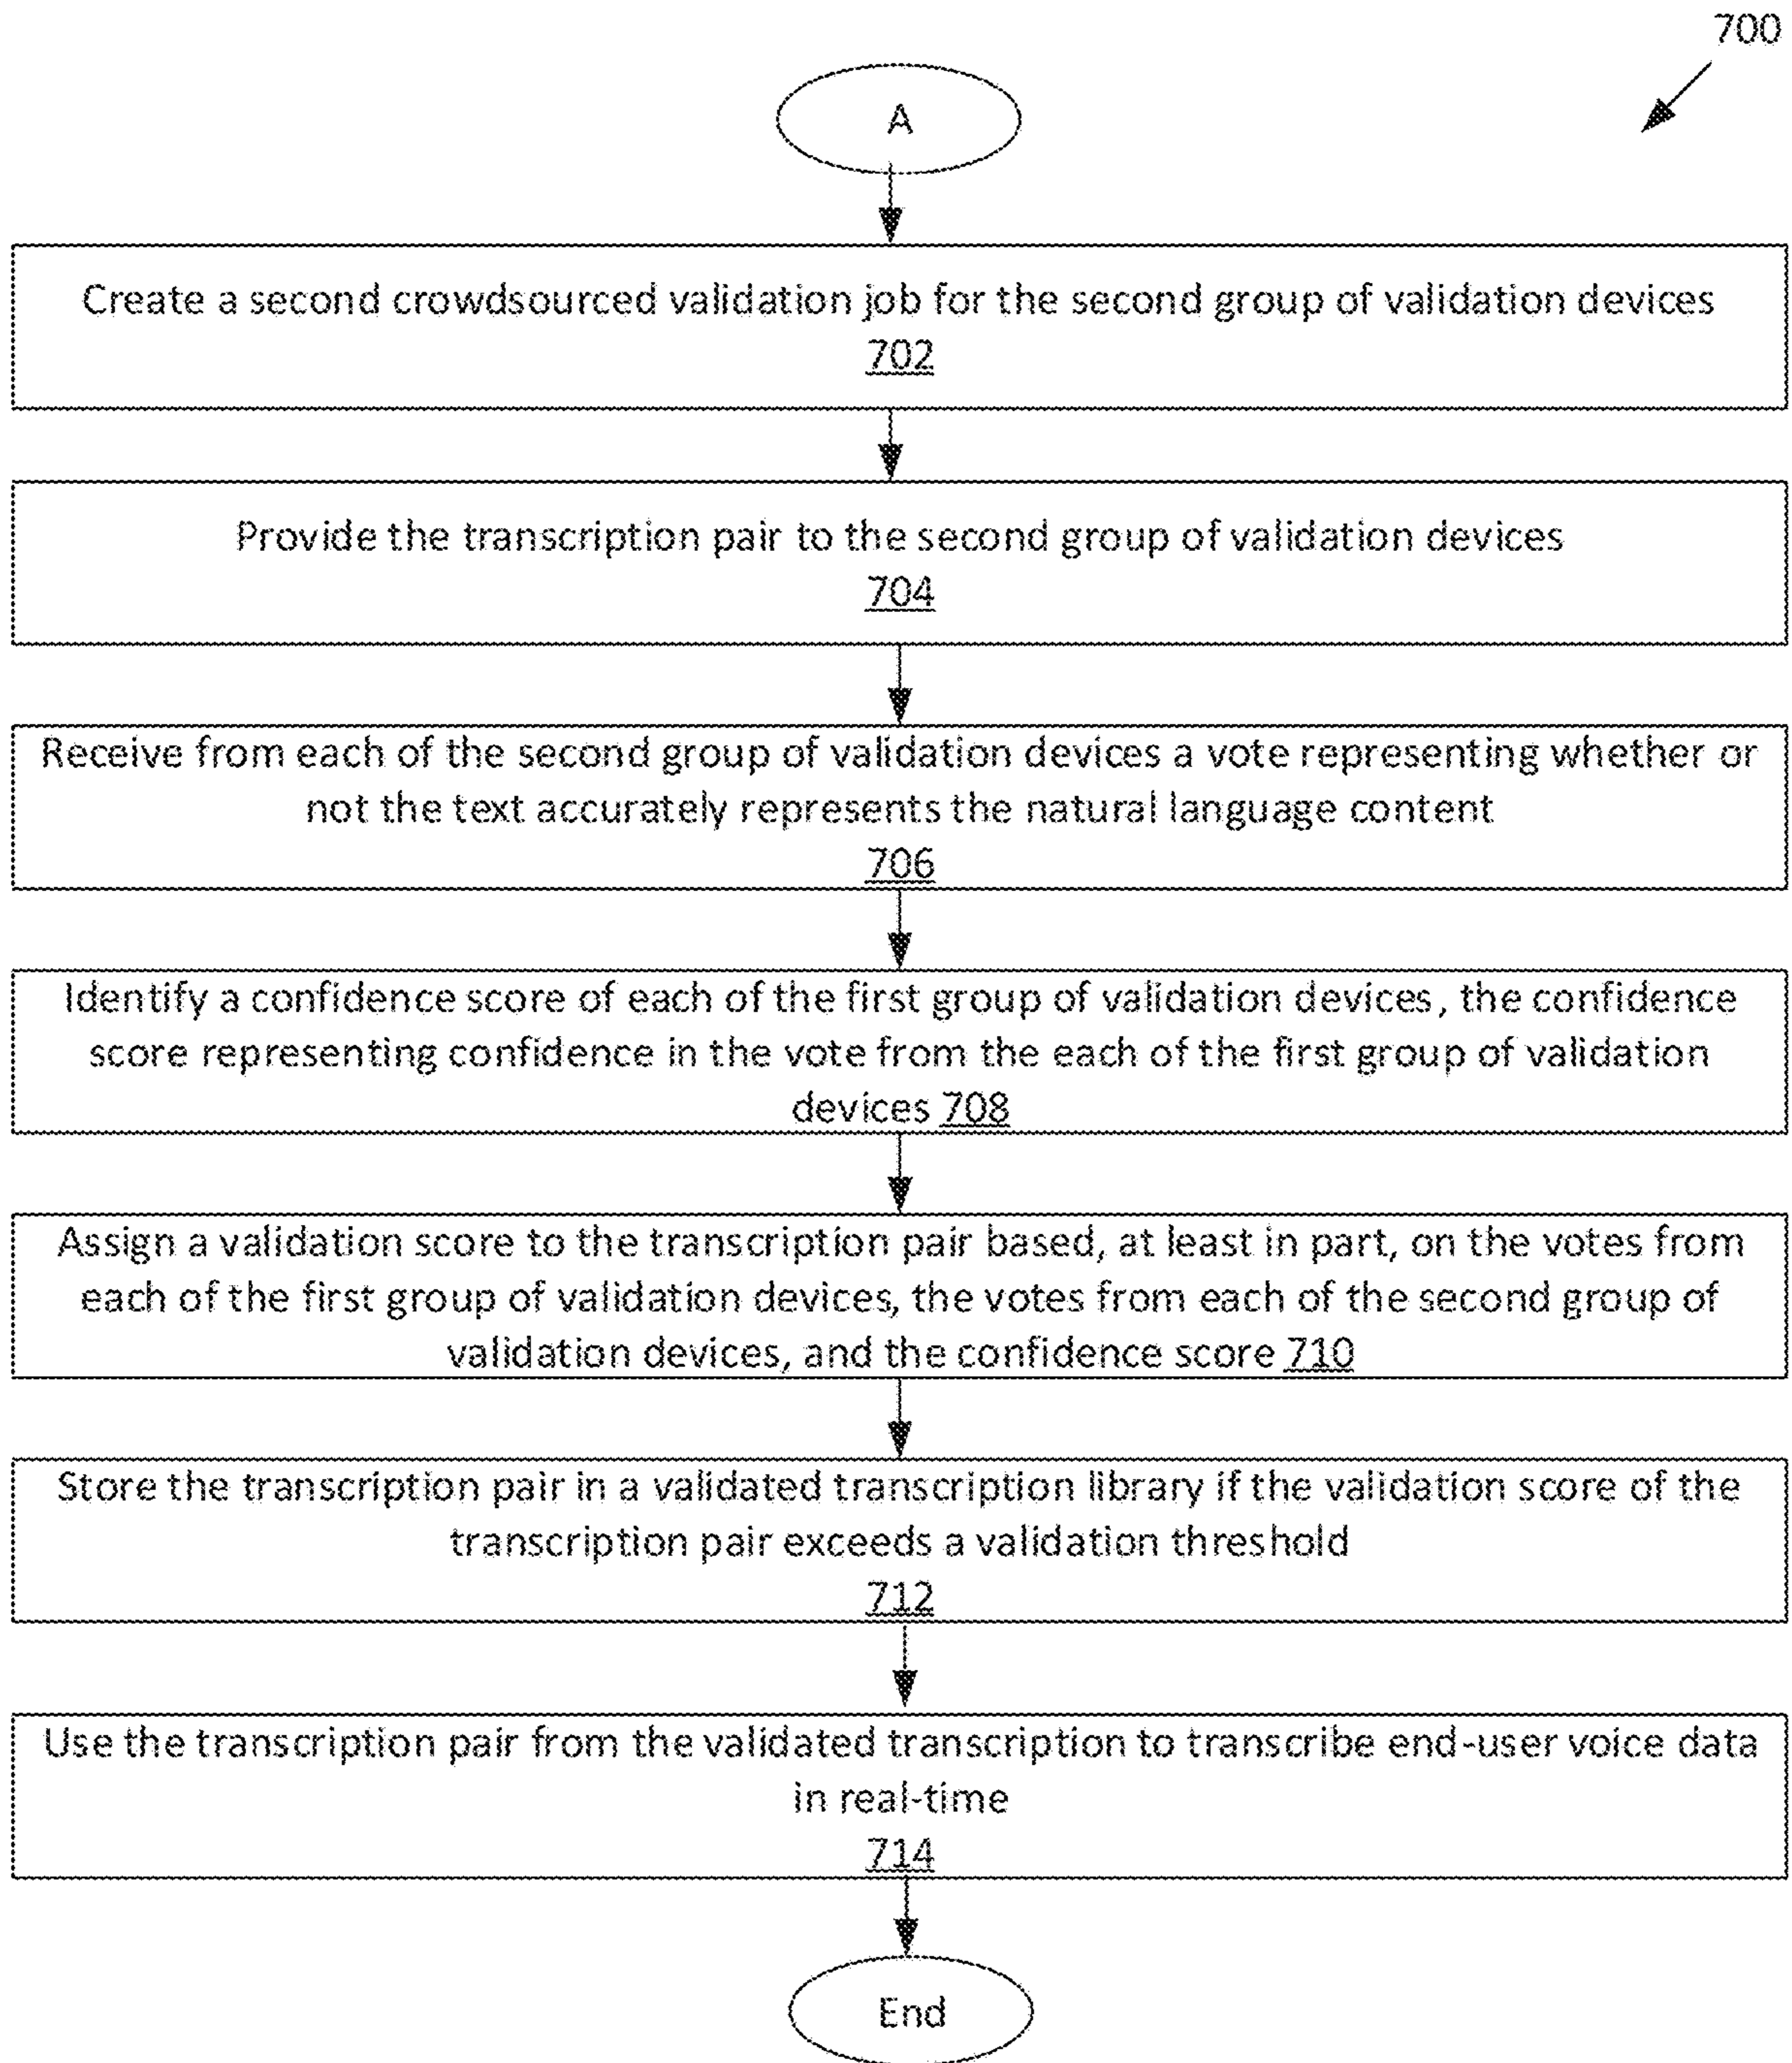 700
A
Create a second crowdsourced validation job for the second group of validation devices
702
Provide the transcription pair to the second group of validation devices
704
Receive from each of the second group of validation devices a vote representing whether or
not the text accurately represents the natural language content
706
Identify a confidence score of each of the first group of validation devices, the confidence
score representing confidence in the vote from the each of the first group of validation
devices 708
Assign a validation score to the transcription pair based, at least in part, on the votes from
each of the first group of validation devices, the votes from each of the second group of
validation devices, and the confidence score 710
Store the transcription pair in a validated transcription library if the validation score of the
transcription pair exceeds a validation threshold
712
Use the transcription pair from the validated transcription to transcribe end-user voice data
in real-time
714
End